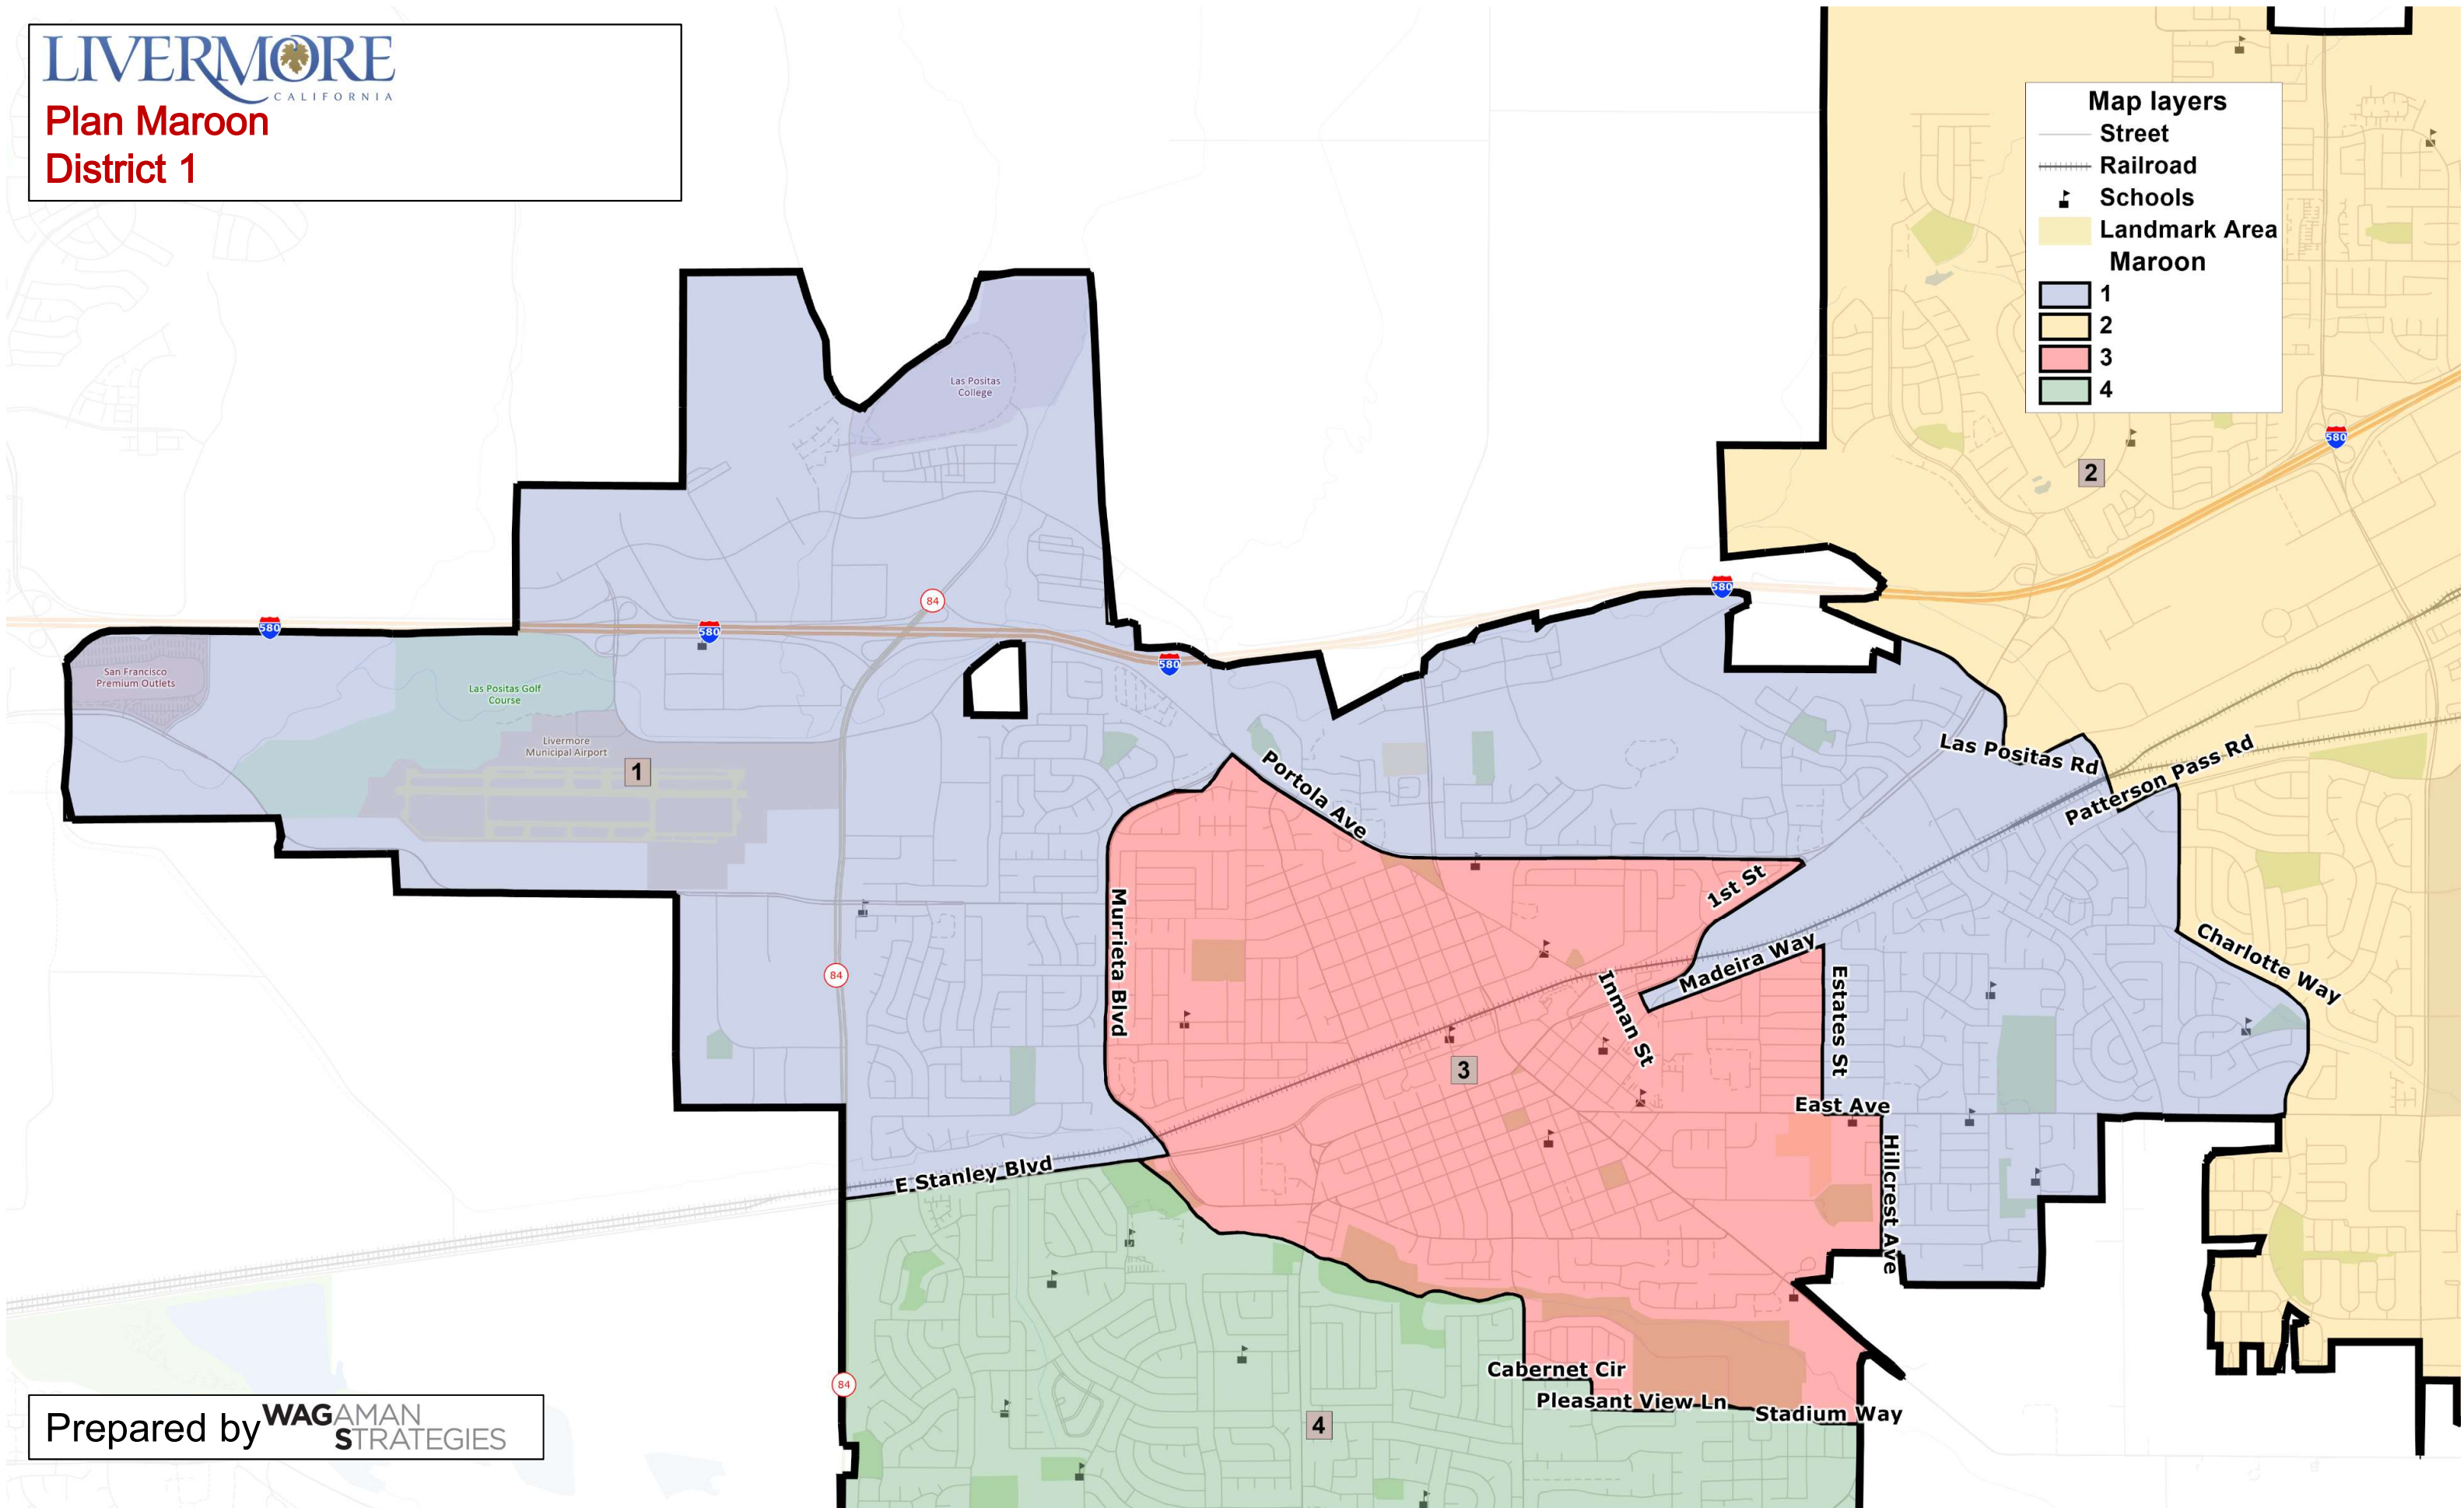 LIVERMORE
CALIFORNIA
Plan Maroon
District 1
Map layers
Street
Railroad
Schools
Landmark Area
Maroon
1
2
3
4
Las Positas
College
580
2
84
580
580
580
580
San Francisco
Premium Outlets
Las Positas Golf
Course
Livermore
Municipal Airport
1
Portola Ave
Las Positas Rd
Patterson Pass Rd
1st St
Murrieta Blvd
Madeira Way
Inman St
Estates St
Charlotte Way
84
3
East Ave
Hillcrest Ave
E Stanley Blvd
Cabernet Cir
Pleasant View Ln
Stadium Way
84
4
Prepared by WAGAMAN
STRATEGIES